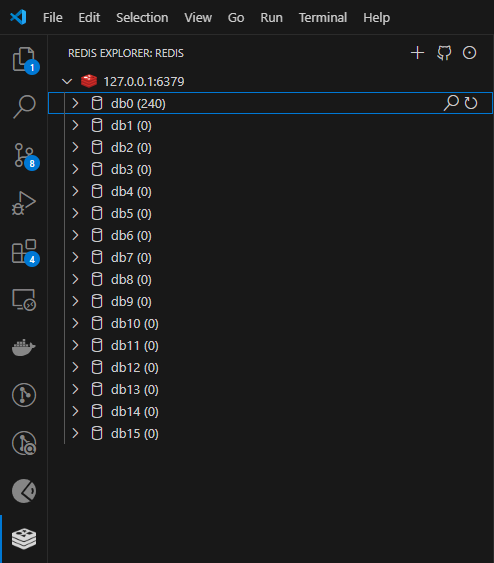 File Edit Selection View Go Run Terminal Help
REDIS EXPLORER: REDIS
1
127.0.0.1:6379
db0 (240)
db1 (0)
db2 (0)
8
db3 (0)
db4 (0)
db5 (0)
db6 (0)
db7 (0)
4
db8 (0)
db9 (0)
db10 (0)
db11 (0)
db12 (0)
db13 (0)
db14 (0)
db15 (0)